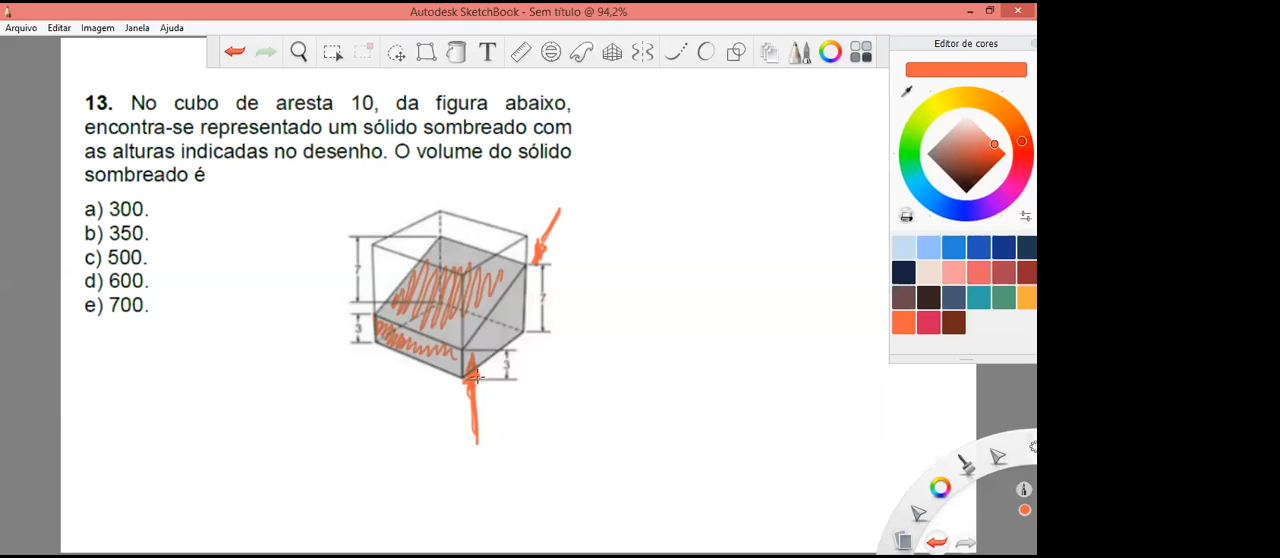 Autodesk SketchBook - Sem título @ 94,2%
Arquivo Editar Imagem Janela Ajuda
T
Editor de cores
13. No cubo de aresta 10, da figura abaixo,
encontra-se representado um sólido sombreado com
as alturas indicadas no desenho. O volume do sólido
sombreado é
a) 300.
b) 350.
c) 500.
d) 600.
e) 700.
7
7
3
3